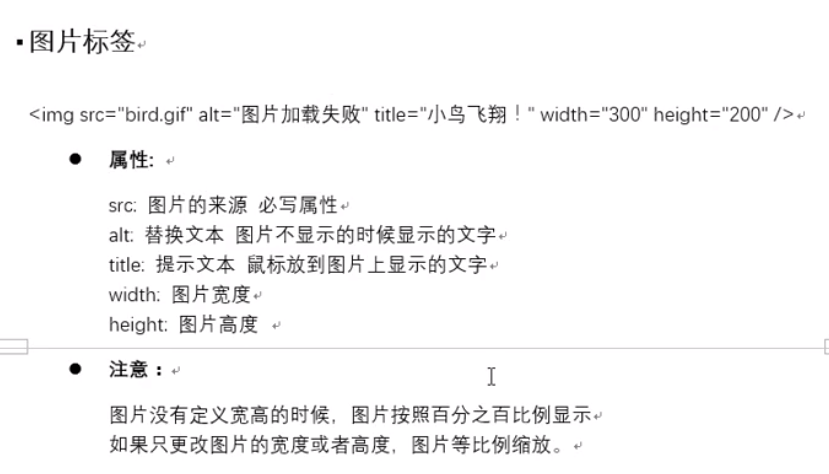 图片标签
<img src="bird.gif" alt="图片加载失败" title="小鸟飞翔！" width="300" height="200" />
属性:
src: 图片的来源 必写属性
alt: 替换文本 图片不显示的时候显示的文字
title: 提示文本 鼠标放到图片上显示的文字
width: 图片宽度
height: 图片高度
注意：
图片没有定义宽高的时候，图片按照百分之百比例显示
如果只更改图片的宽度或者高度，图片等比例缩放。